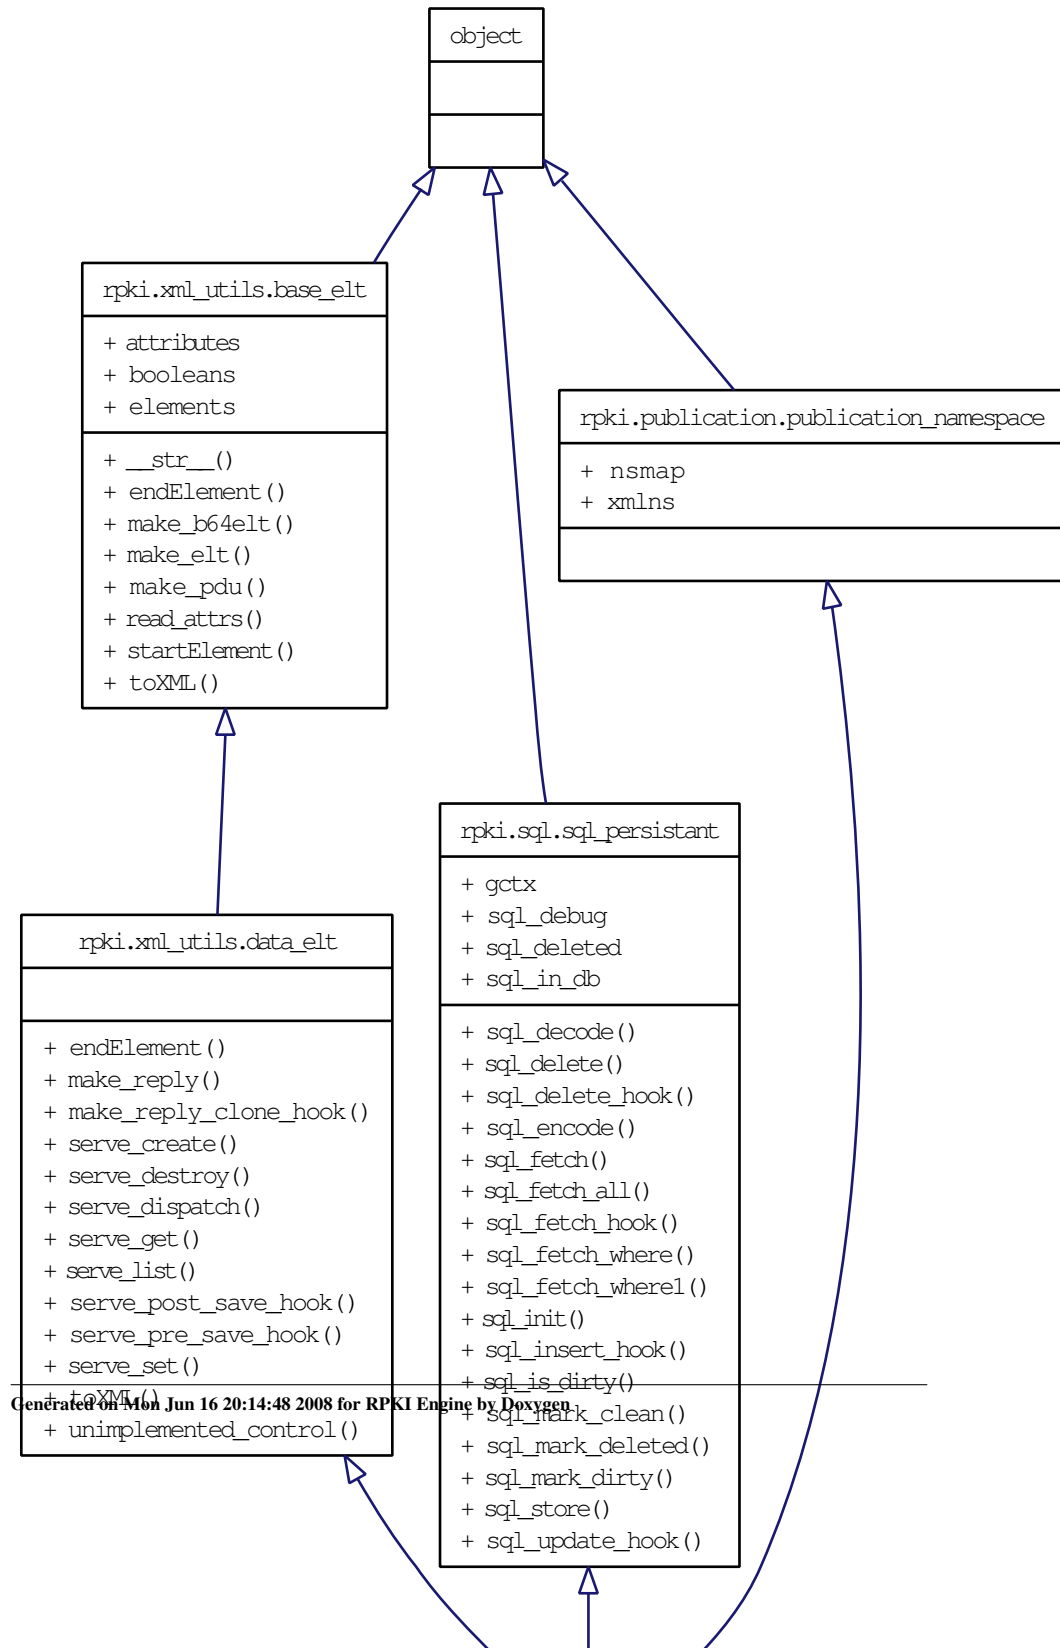 object
rpki.xml_utils.base_elt
+ attributes
+ booleans
+ elements
+ __str__()
+ endElement()
+ make_b64elt()
+ make_elt()
+ make_pdu()
+ read_attrs()
+ startElement()
+ toXML()
rpki.publication.publication_namespace
+ nsmap
+ xmlns
rpki.sql.sql_persistant
+ gctx
+ sql_debug
+ sql_deleted
+ sql_in_db
+ sql_decode()
+ sql_delete()
+ sql_delete_hook()
+ sql_encode()
+ sql_fetch()
+ sql_fetch_all()
+ sql_fetch_hook()
+ sql_fetch_where()
+ sql_fetch_where1()
+ sql_init()
+ sql_insert_hook()
+ sql_is_dirty()
+ sql_mark_clean()
+ sql_mark_deleted()
+ sql_mark_dirty()
+ sql_store()
+ sql_update_hook()
rpki.xml_utils.data_elt
+ endElement()
+ make_reply()
+ make_reply_clone_hook()
+ serve_create()
+ serve_destroy()
+ serve_dispatch()
+ serve_get()
+ serve_list()
+ serve_post_save_hook()
+ serve_pre_save_hook()
+ serve_set()
+ toXML()
+ unimplemented_control()
Generated on Mon Jun 16 20:14:48 2008 for RPKI Engine by Doxygen